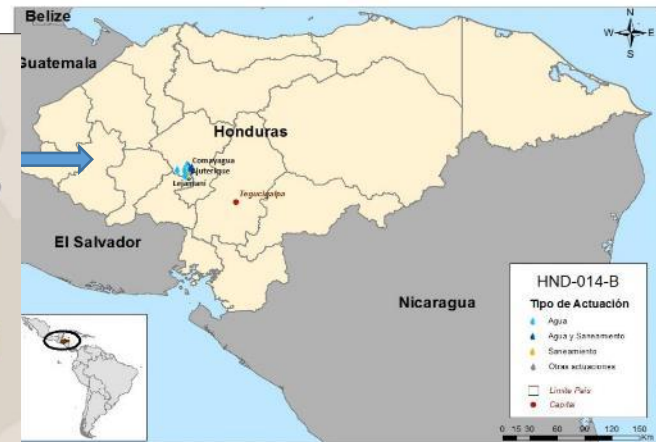 Belize
Guatemala
N
W E
S
Honduras
Comayagua
Ajuterique
Lejamaní
Tegucigalpa
El Salvador
Nicaragua
HND-014-B
Tipo de Actuación
Agua
Agua y Saneamiento
Saneamiento
Otras actuaciones
Límite País
Capital
0 15 30 60 90 120 150